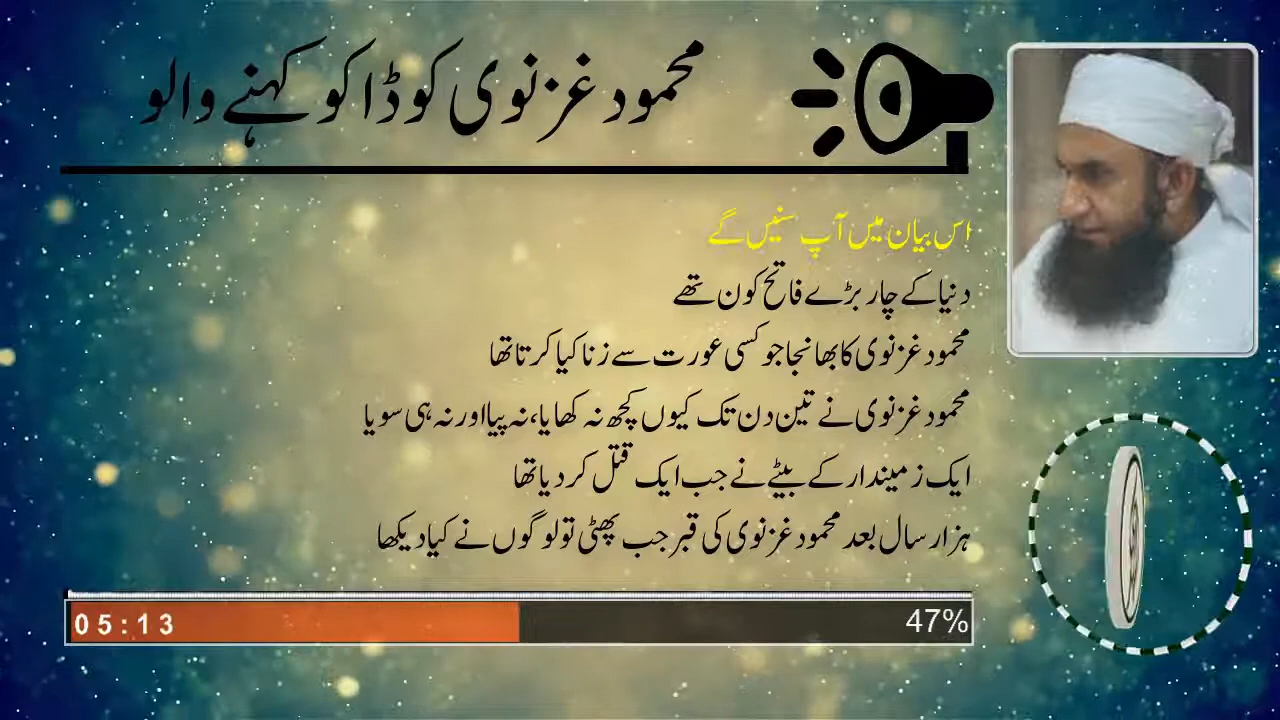 محمود غزنوی کو ڈاکو کہنے والو
اس بیان میں آپ سنیں گے
دنیا کے چار بڑے فاتح کون تھے
محمود غزنوی کا بھانجا جو کسی عورت سے زنا کیا کرتا تھا
محمود غزنوی نے تین دن تک کیوں کچھ نہ کھایا، نہ پیا اور نہ ہی سویا
ایک زمیندار کے بیٹے نے جب ایک قتل کر دیا تھا
ہزار سال بعد محمود غزنوی کی قبر جب پھٹی تو لوگوں نے کیا دیکھا
05:13 47%